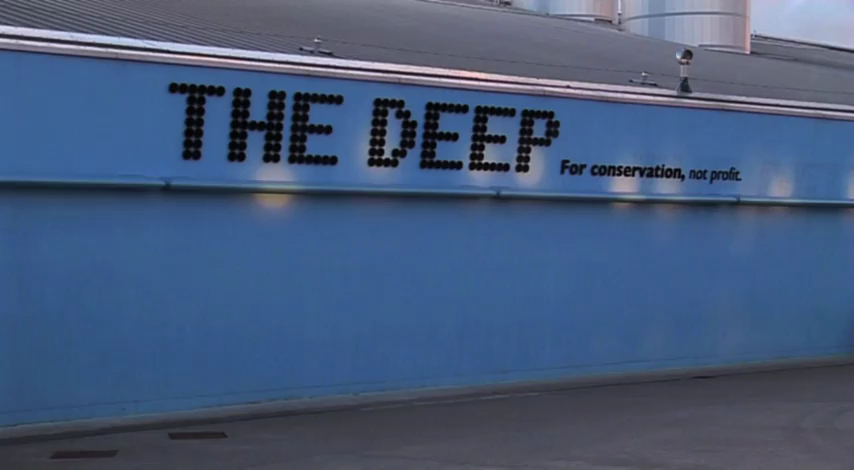 THE DEEP
For conservation, not profit.